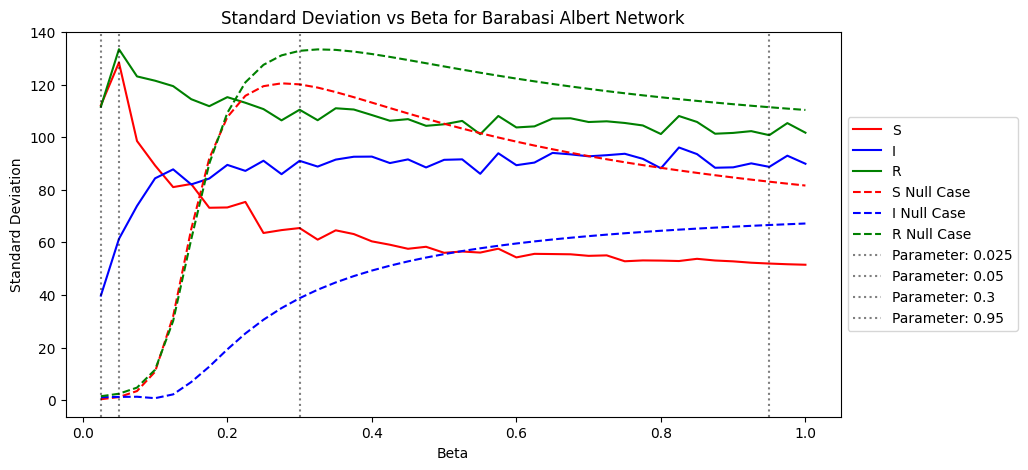 Standard Deviation vs Beta for Barabasi Albert Network
Standard Deviation
140
120
100
80
60
40
20
0
0.0
0.2
0.4
0.6
0.8
1.0
Beta
S
I
R
S Null Case
I Null Case
R Null Case
Parameter: 0.025
Parameter: 0.05
Parameter: 0.3
Parameter: 0.95